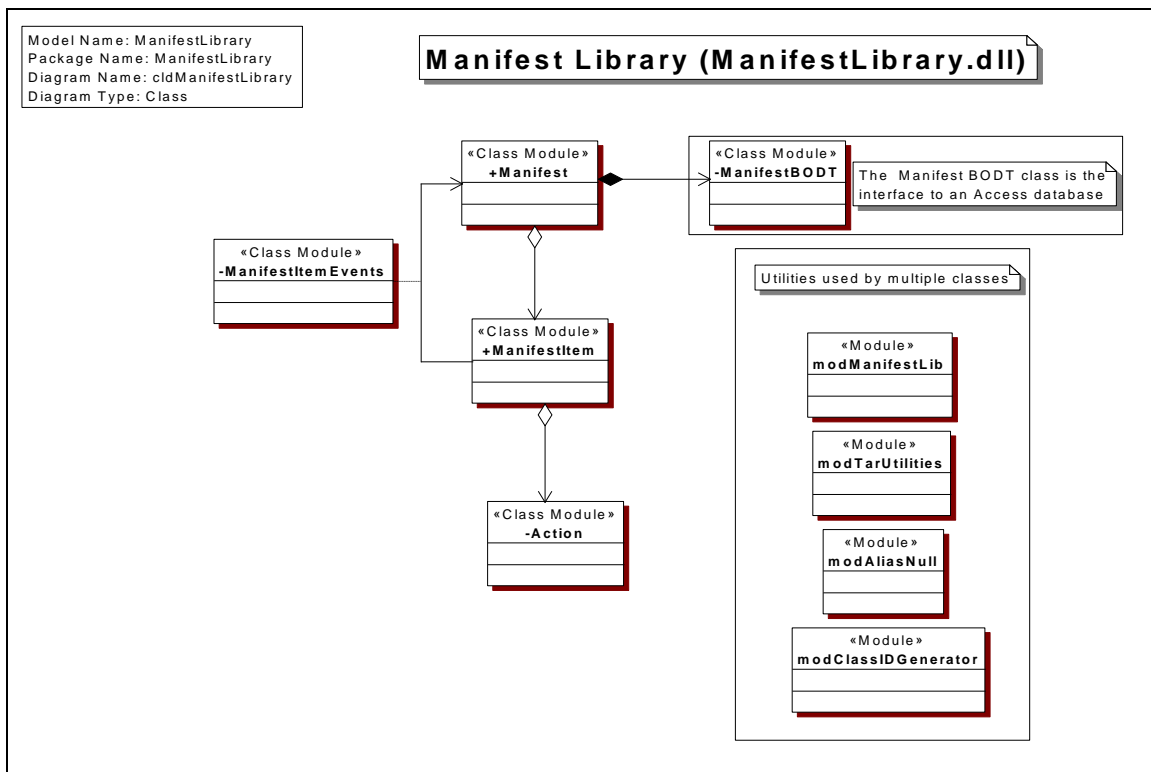 Model Name: ManifestLibrary
Package Name: ManifestLibrary
Diagram Name: cldManifestLibrary
Diagram Type: Class
Manifest Library (ManifestLibrary.dll)
«Class Module»
+Manifest
«Class Module»
-ManifestBODT
The Manifest BODT class is the
interface to an Access database
«Class Module»
-ManifestItemEvents
Utilities used by multiple classes
«Class Module»
+ManifestItem
«Module»
modManifestLib
«Module»
modTarUtilities
«Class Module»
-Action
«Module»
modAliasNull
«Module»
modClassIDGenerator